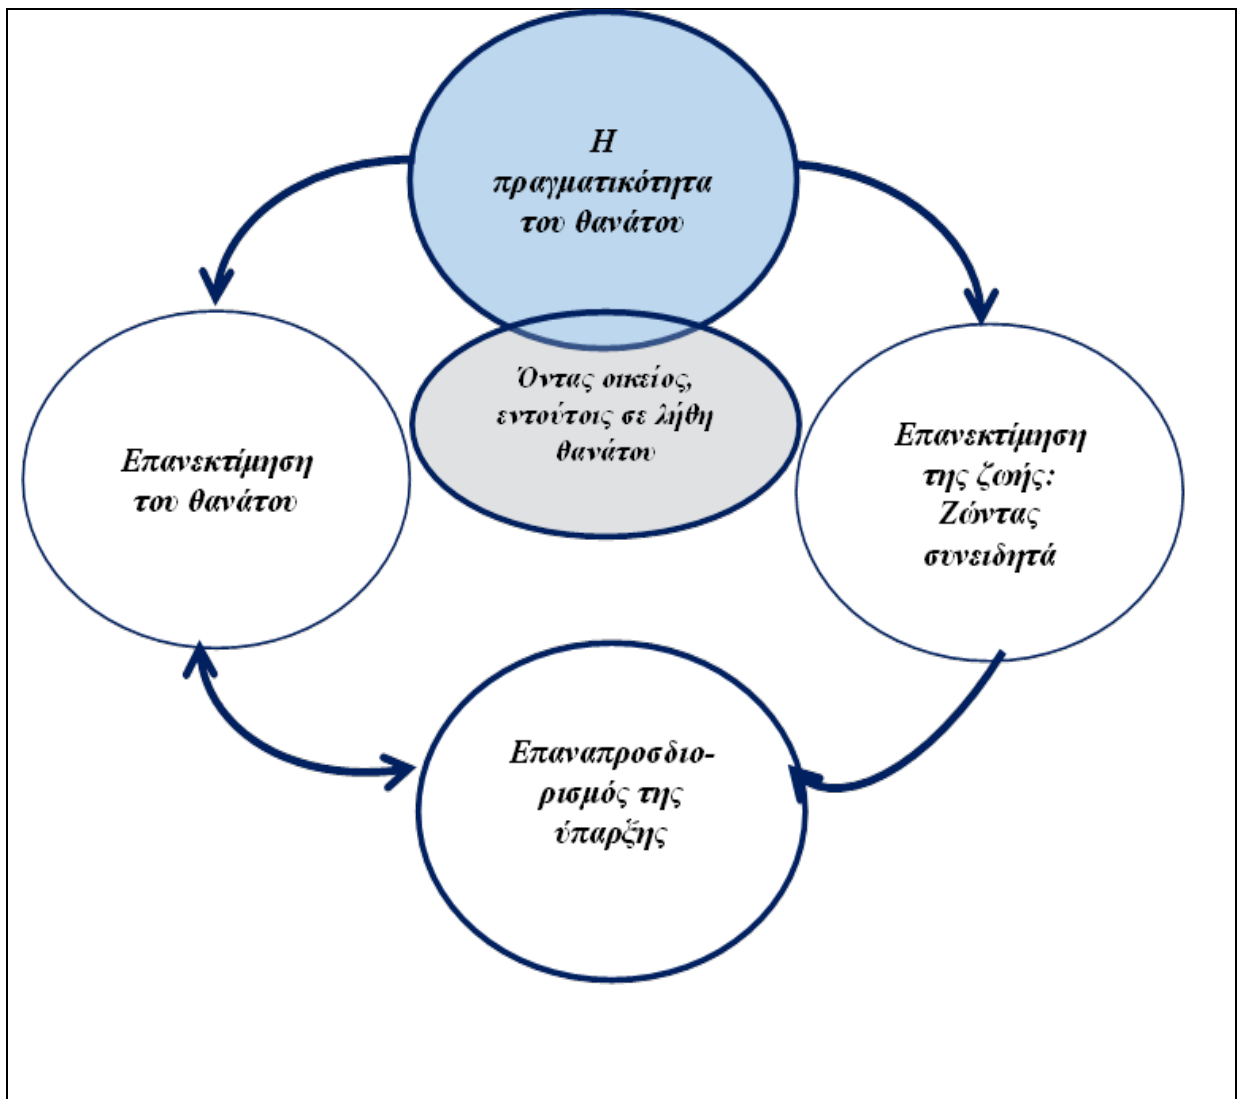 Η
πραγματικότητα
του θανάτου
Όντας οικείος,
εντούτοις σε λήθη
θανάτου
Επανεκτίμηση
του θανάτου
Επανεκτίμηση
της ζωής:
Ζώντας
συνειδητά
Επαναπροσδιο-
ρισμός της
ύπαρξης